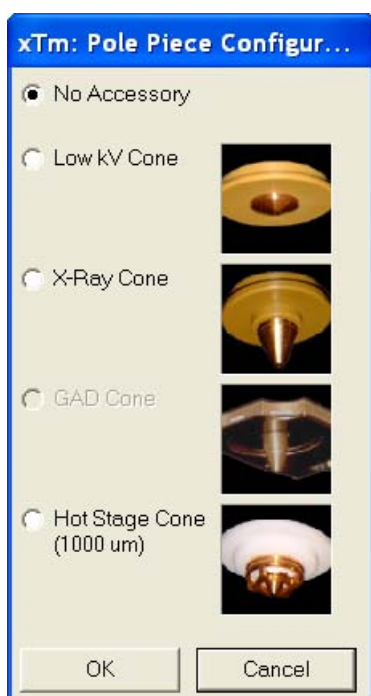 xTm: Pole Piece Configur...
No Accessory
Low kV Cone
X-Ray Cone
GAD Cone
Hot Stage Cone
(1000 um)
OK
Cancel